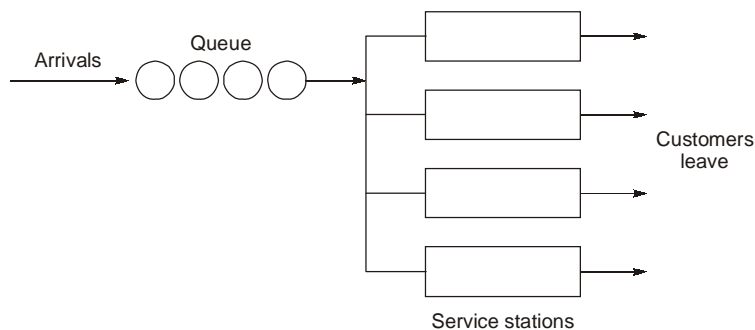 Queue
Arrivals
Customers
leave
Service stations